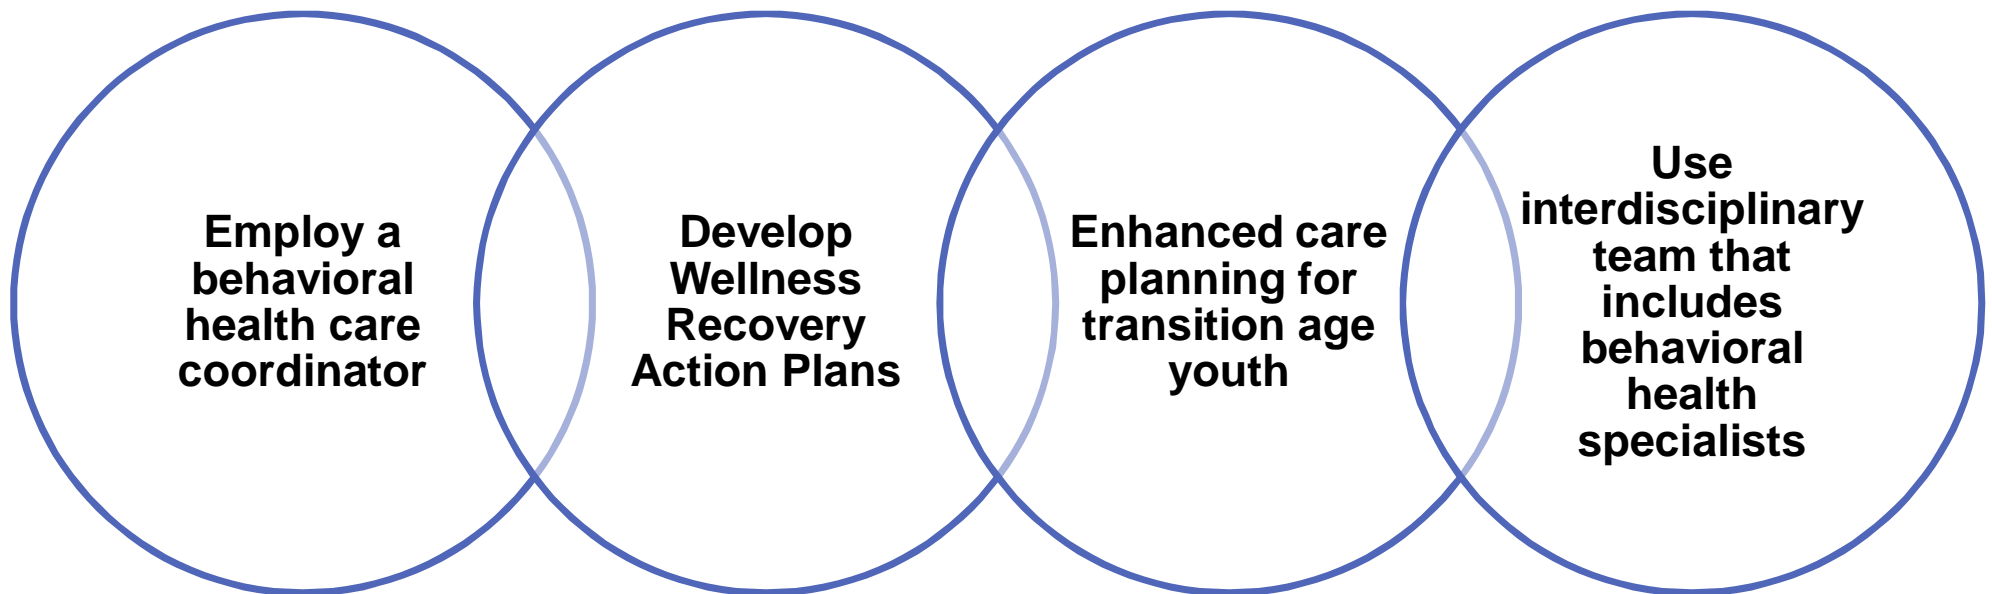 Employ a
behavioral
health care
coordinator
Develop
Wellness
Recovery
Action Plans
Enhanced care
planning for
transition age
youth
Use
interdisciplinary
team that
includes
behavioral
health
specialists